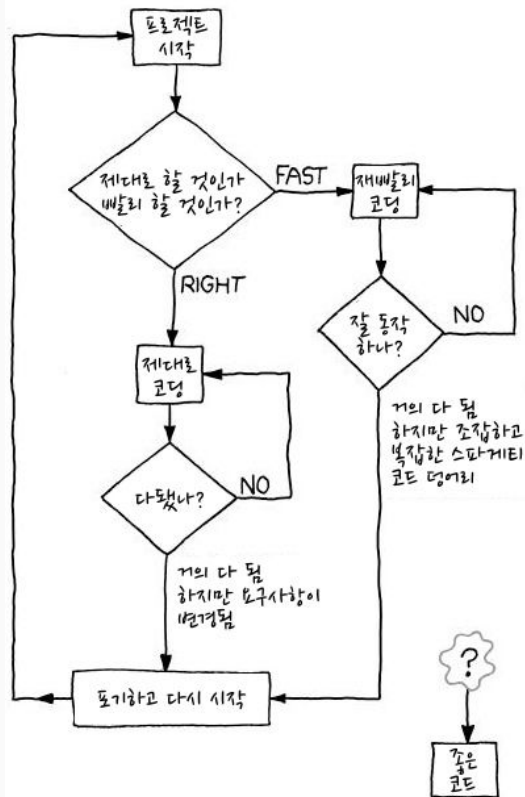 프로젝트
시작
제대로 할 것인가
빨리 할 것인가?
FAST
재빨리
코딩
RIGHT
잘 동작
하나?
NO
제대로
코딩
거의 다 됨
하지만 조잡하고
복잡한 스파게티
코드 덩어리
다됐나?
NO
거의 다 됨
하지만 요구사항이
변경됨
포기하고 다시 시작
?
좋은
코드